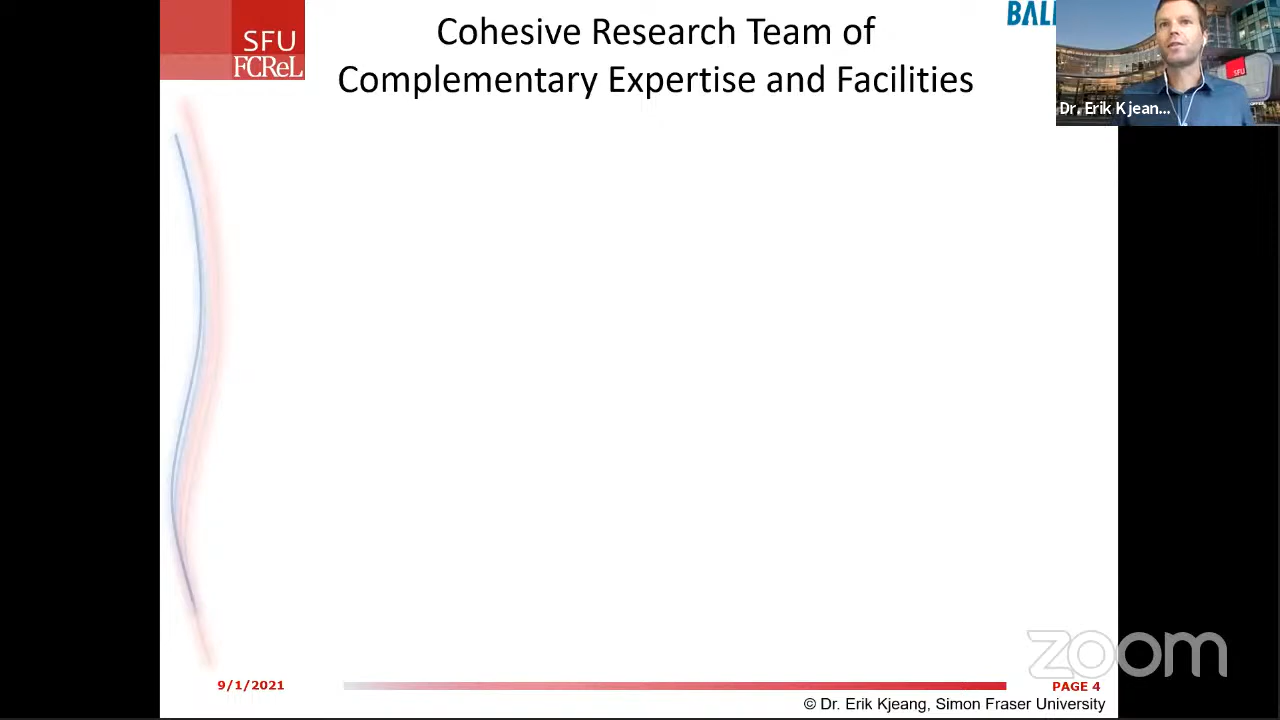 SFU
FCReL
Cohesive Research Team of
Complementary Expertise and Facilities
SFU
Dr. Erik Kjean...
zoom
9/1/2021
PAGE 4
© Dr. Erik Kjeang, Simon Fraser University